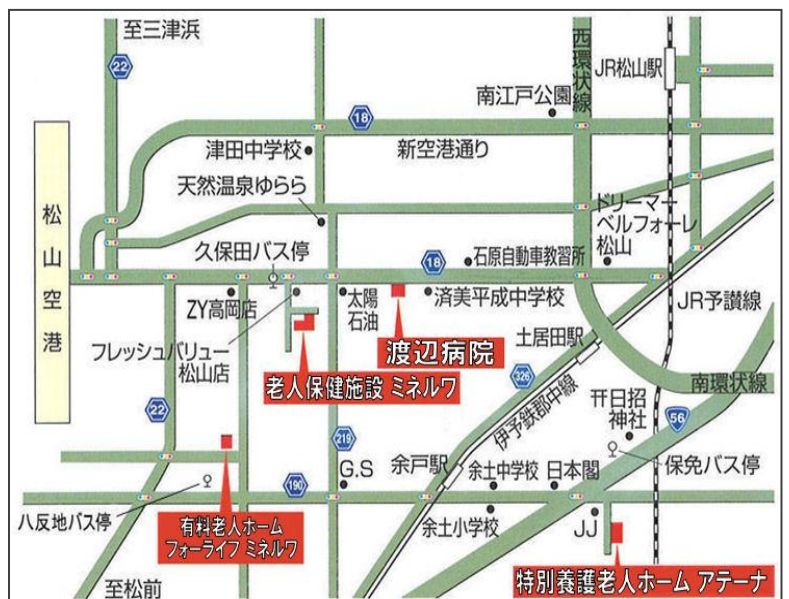 至三津浜
22
西環状線
JR松山駅
南江戸公園
18
津田中学校
新空港通り
天然温泉ゆらら
松山空港
ドリーマー
ベルフォーレ
松山
久保田バス停
18
石原自動車教習所
ZY高岡店
太陽
石油
済美平成中学校
JR予讃線
フレッシュバリュー
松山店
渡辺病院
土居田駅
老人保健施設 ミネルワ
326
伊予鉄郡中線
南環状線
22
日招
神社
56
219
G.S
余戸駅
余土中学校
日本閣
保免バス停
190
八反地バス停
有料老人ホーム
フォーライフ ミネルワ
余土小学校
JJ
至松前
特別養護老人ホーム アテーナ